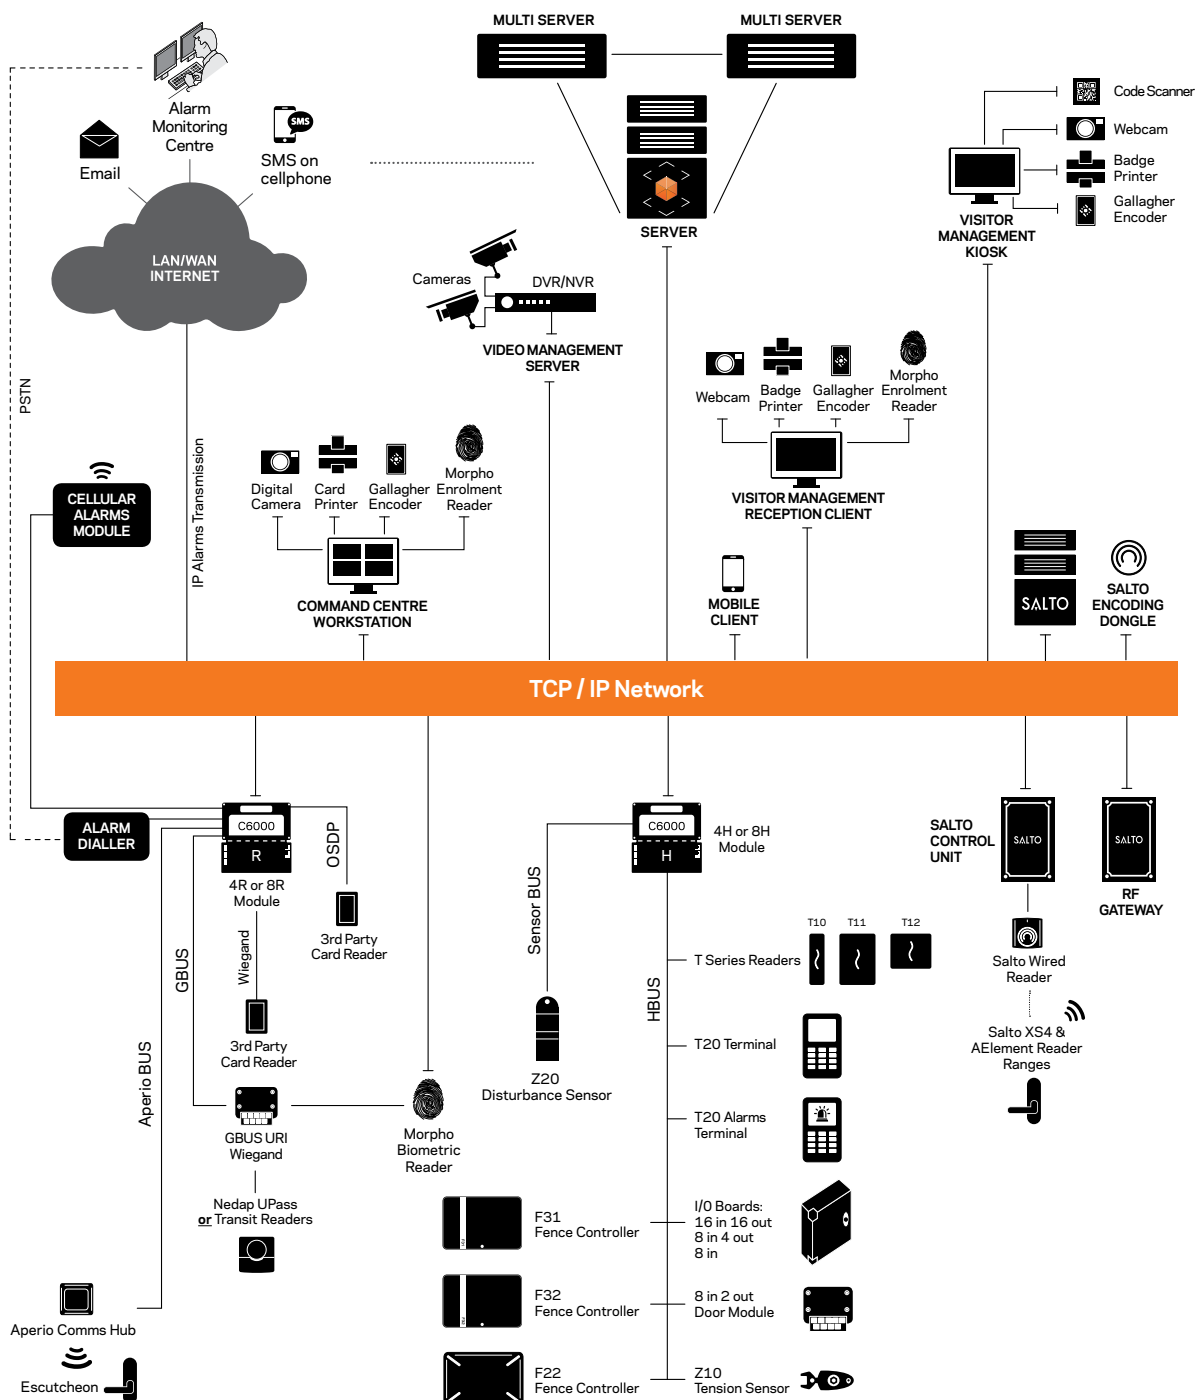 MULTI SERVER
MULTI SERVER
Alarm
Monitoring
Centre
SMS
Email
SMS on
cellphone
LAN/WAN
INTERNET
SERVER
Code Scanner
Webcam
Badge
Printer
Gallagher
Encoder
VISITOR
MANAGEMENT
KIOSK
Cameras
DVR/NVR
VIDEO MANAGEMENT
SERVER
PSTN
IP Alarms Transmission
Webcam
Badge
Printer
Gallagher
Encoder
Morpho
Enrolment
Reader
VISITOR MANAGEMENT
RECEPTION CLIENT
CELLULAR
ALARMS
MODULE
Digital
Camera
Card
Printer
Gallagher
Encoder
Morpho
Enrolment
Reader
COMMAND CENTRE
WORKSTATION
MOBILE
CLIENT
SALTO
SALTO
ENCODING
DONGLE
TCP / IP Network
ALARM
DIALLER
C6000
R
4R or 8R
Module
OSDP
3rd Party
Card Reader
Wiegand
3rd Party
Card Reader
GBUS
Aperio BUS
GBUS URI
Wiegand
Nedap UPass
or Transit Readers
Morpho
Biometric
Reader
Aperio Comms Hub
Escutcheon
C6000
H
4H or 8H
Module
Sensor BUS
Z20
Disturbance Sensor
HBUS
T Series Readers
T10
T11
T12
T20 Terminal
T20 Alarms
Terminal
F31
Fence Controller
I/O Boards:
16 in 16 out
8 in 4 out
8 in
F32
Fence Controller
8 in 2 out
Door Module
F22
Fence Controller
Z10
Tension Sensor
SALTO
CONTROL
UNIT
SALTO
SALTO
RF
GATEWAY
Salto Wired
Reader
Salto XS4 &
AElement Reader
Ranges